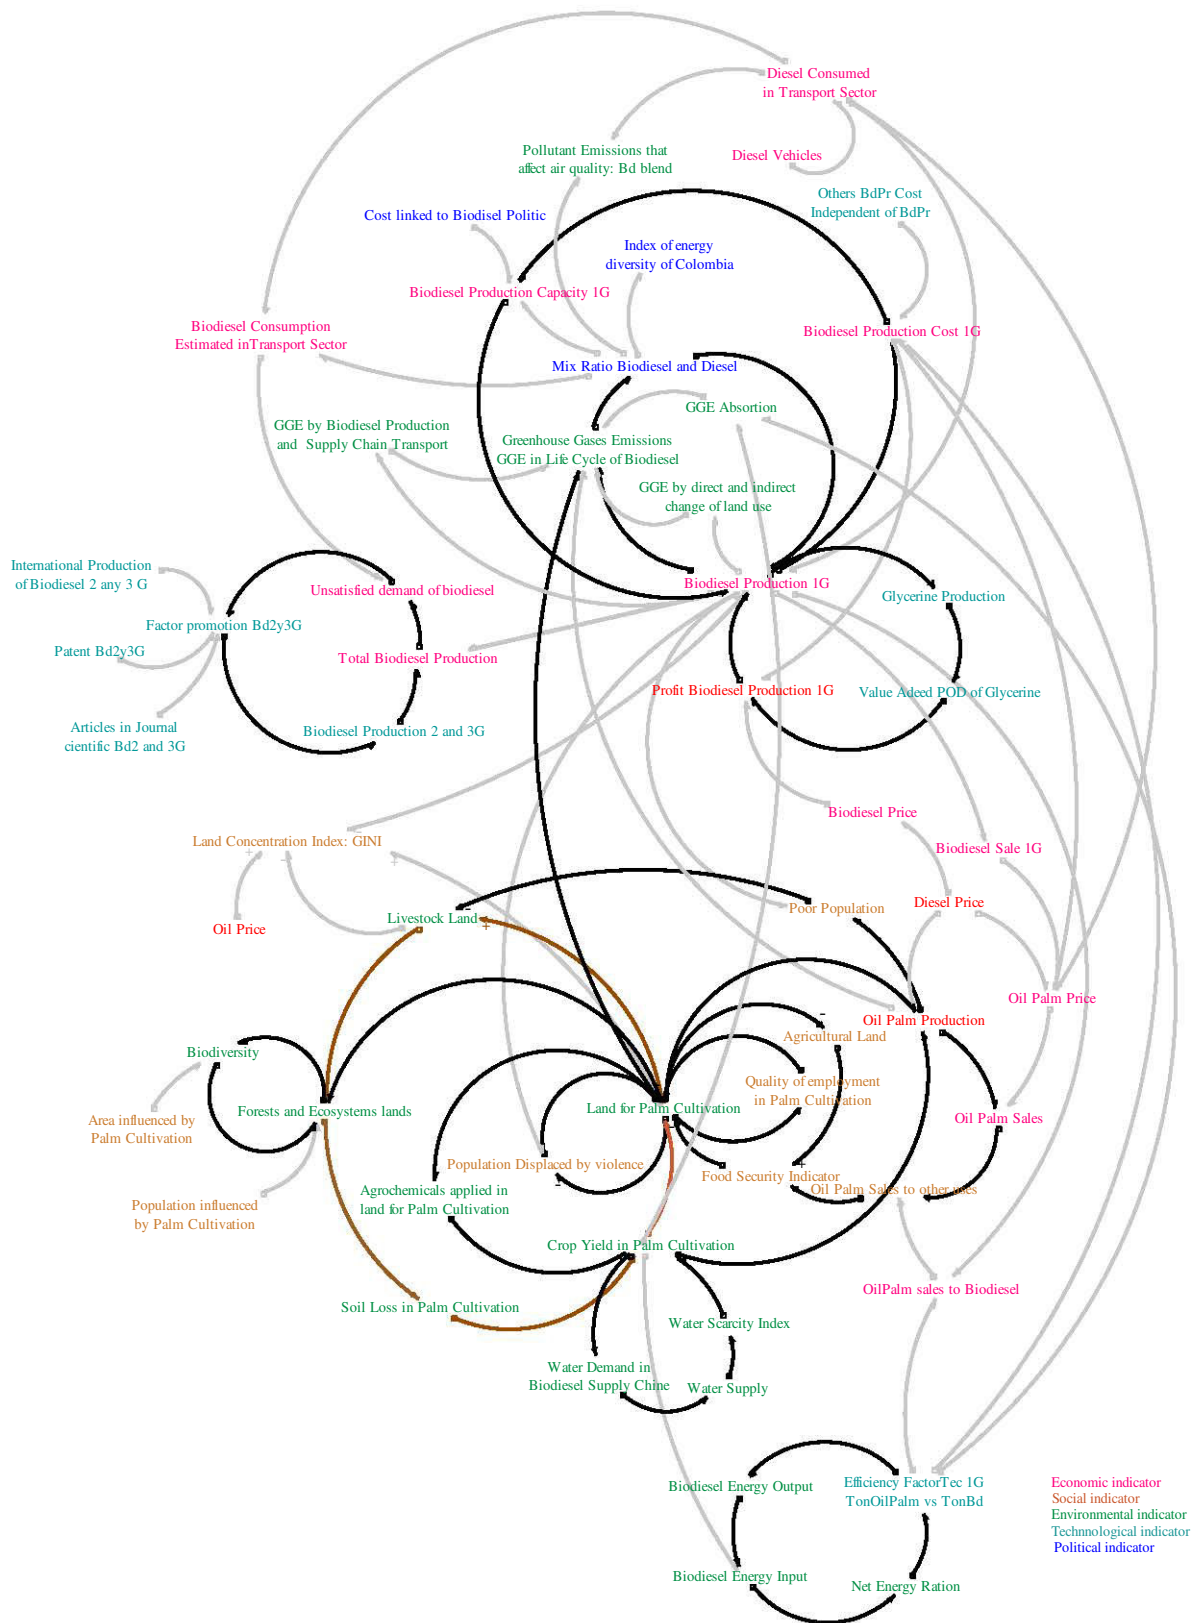 Diesel Consumed
in Transport Sector
Pollutant Emissions that
affect air quality: Bd blend
Diesel Vehicles
Others BdPr Cost
Independent of BdPr
Cost linked to Biodisel Politic
Index of energy
diversity of Colombia
Biodiesel Production Capacity 1G
Biodiesel Consumption
Estimated inTransport Sector
Biodiesel Production Cost 1G
Mix Ratio Biodiesel and Diesel
GGE Absortion
GGE by Biodiesel Production
and Supply Chain Transport
Greenhouse Gases Emissions
GGE in Life Cycle of Biodiesel
GGE by direct and indirect
change of land use
International Production
of Biodiesel 2 any 3 G
Unsatisfied demand of biodiesel
Biodiesel Production 1G
Glycerine Production
Factor promotion Bd2y3G
Patent Bd2y3G
Total Biodiesel Production
Profit Biodiesel Production 1G
Value Adeed POD of Glycerine
Articles in Journal
cientific Bd2 and 3G
Biodiesel Production 2 and 3G
Biodiesel Price
Land Concentration Index: GINI
Biodiesel Sale 1G
Oil Price
Livestock Land
Poor Population
Diesel Price
Oil Palm Price
Oil Palm Production
Agricultural Land
Biodiversity
Quality of employment
in Palm Cultivation
Forests and Ecosystems lands
Land for Palm Cultivation
Area influenced by
Palm Cultivation
Oil Palm Sales
Population Displaced by violence
Food Security Indicator
Oil Palm Sales to other uses
Agrochemicals applied in
land for Palm Cultivation
Population influenced
by Palm Cultivation
Crop Yield in Palm Cultivation
OilPalm sales to Biodiesel
Soil Loss in Palm Cultivation
Water Scarcity Index
Water Demand in
Biodiesel Supply Chine
Water Supply
Biodiesel Energy Output
Efficiency FactorTec 1G
TonOilPalm vs TonBd
Biodiesel Energy Input
Net Energy Ration
Economic indicator
Social indicator
Environmental indicator
Technnological indicator
Political indicator